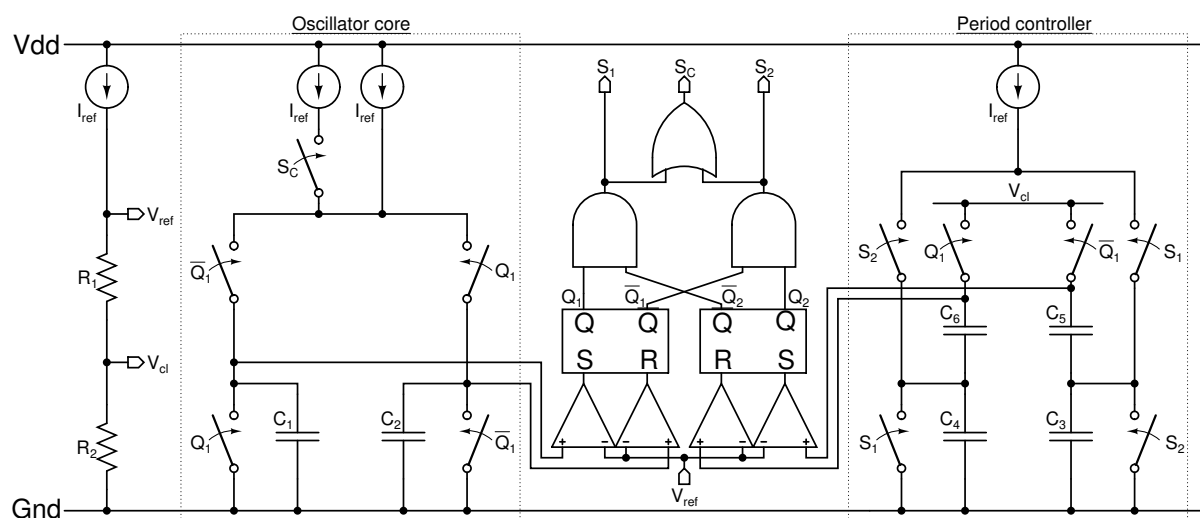 Oscillator core
Period controller
Vdd
S1
SC
S2
Iref
Iref
Iref
Iref
SC
Vref
Vcl
Q̅1
Q1
S2
Q1
Q̅1
S1
R1
Q1
Q̅1
Q̅2
Q2
C6
C5
Q
Q
Q
Q
S
R
R
S
Vcl
R2
Q1
C1
C2
Q̅1
+
–
–
+
+
–
–
+
S1
C4
C3
S2
Vref
Gnd